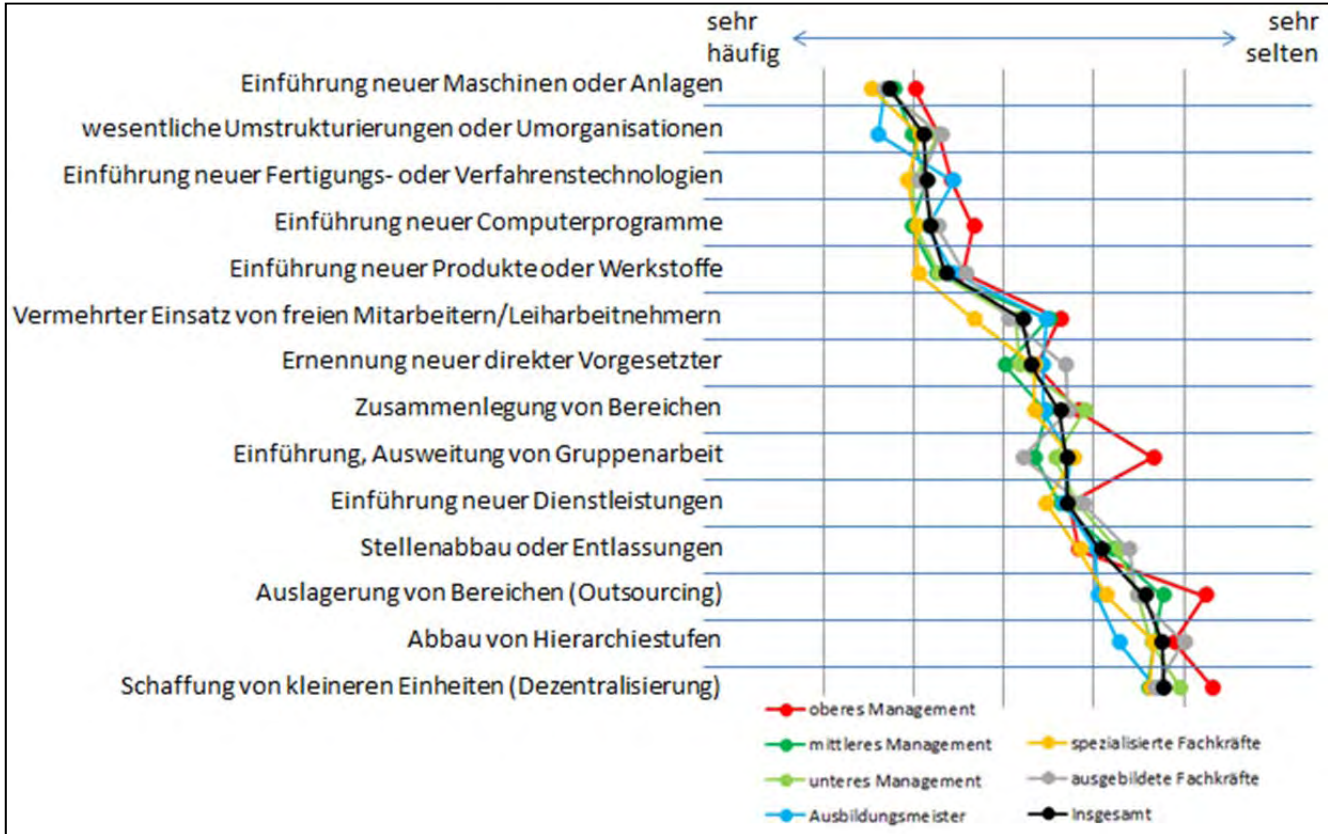 sehr häufig
sehr selten
Einführung neuer Maschinen oder Anlagen
wesentliche Umstrukturierungen oder Umorganisationen
Einführung neuer Fertigungs- oder Verfahrenstechnologien
Einführung neuer Computerprogramme
Einführung neuer Produkte oder Werkstoffe
Vermehrter Einsatz von freien Mitarbeitern/Leiharbeitnehmern
Ernennung neuer direkter Vorgesetzter
Zusammenlegung von Bereichen
Einführung, Ausweitung von Gruppenarbeit
Einführung neuer Dienstleistungen
Stellenabbau oder Entlassungen
Auslagerung von Bereichen (Outsourcing)
Abbau von Hierarchiestufen
Schaffung von kleineren Einheiten (Dezentralisierung)
oberes Management
mittleres Management
spezialisierte Fachkräfte
unteres Management
ausgebildete Fachkräfte
Ausbildungsmeister
Insgesamt